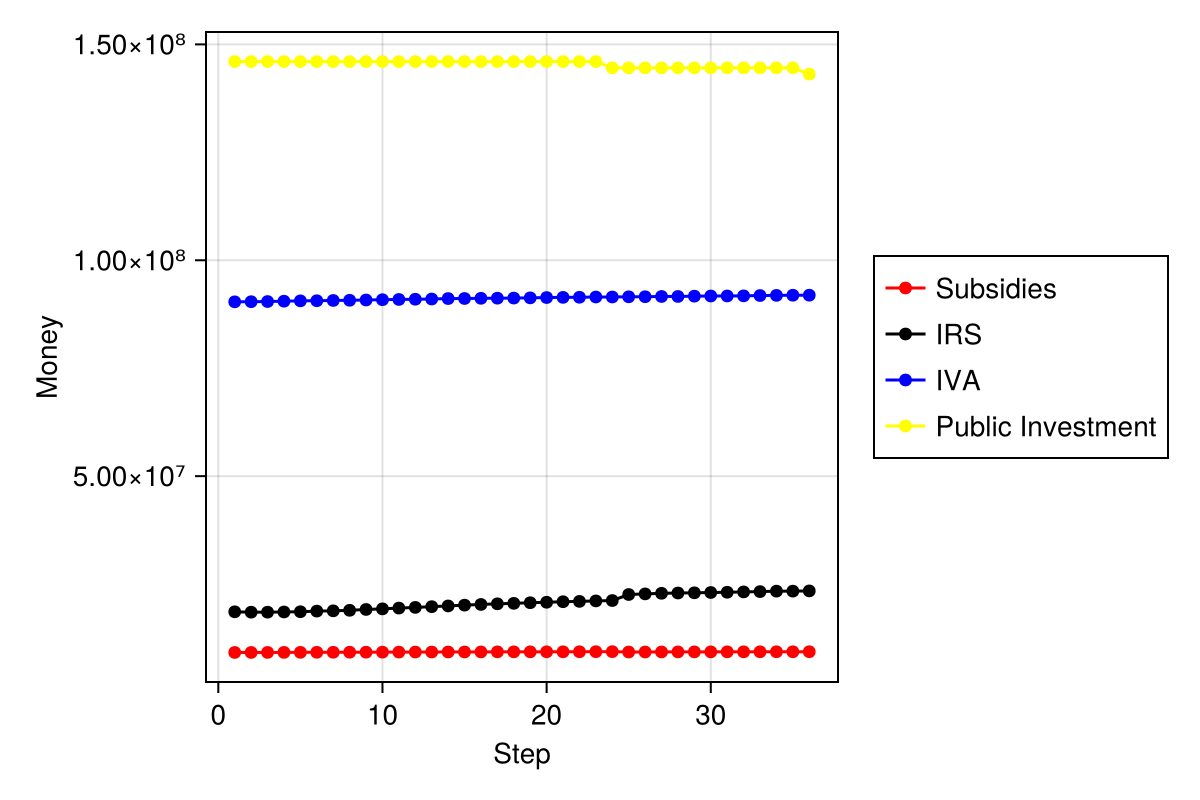 1.50×10⁸
1.00×10⁸
5.00×10⁷
Money
0 10 20 30
Step
Subsidies
IRS
IVA
Public Investment